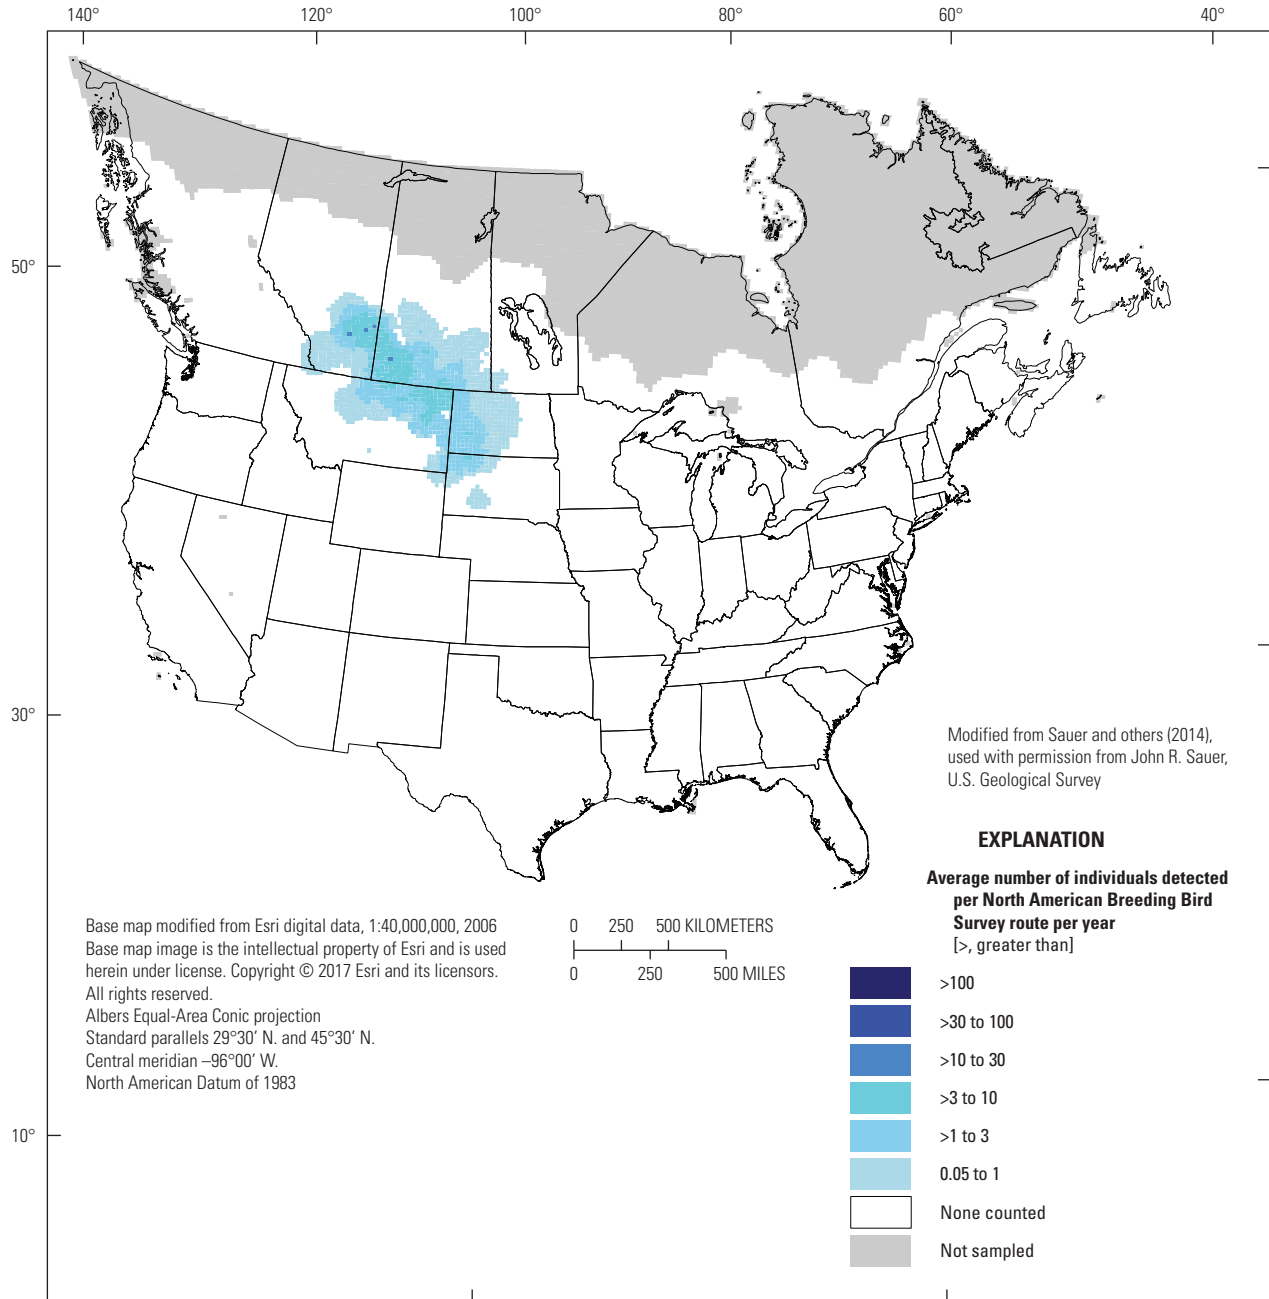 140° 120° 100° 80° 60° 40°
50°
30°
10°
Modified from Sauer and others (2014),
used with permission from John R. Sauer,
U.S. Geological Survey
EXPLANATION
Average number of individuals detected
per North American Breeding Bird
Survey route per year
[>, greater than]
>100
>30 to 100
>10 to 30
>3 to 10
>1 to 3
0.05 to 1
None counted
Not sampled
Base map modified from Esri digital data, 1:40,000,000, 2006
Base map image is the intellectual property of Esri and is used
herein under license. Copyright © 2017 Esri and its licensors.
All rights reserved.
Albers Equal-Area Conic projection
Standard parallels 29°30′ N. and 45°30′ N.
Central meridian –96°00′ W.
North American Datum of 1983
0 250 500 KILOMETERS
0 250 500 MILES